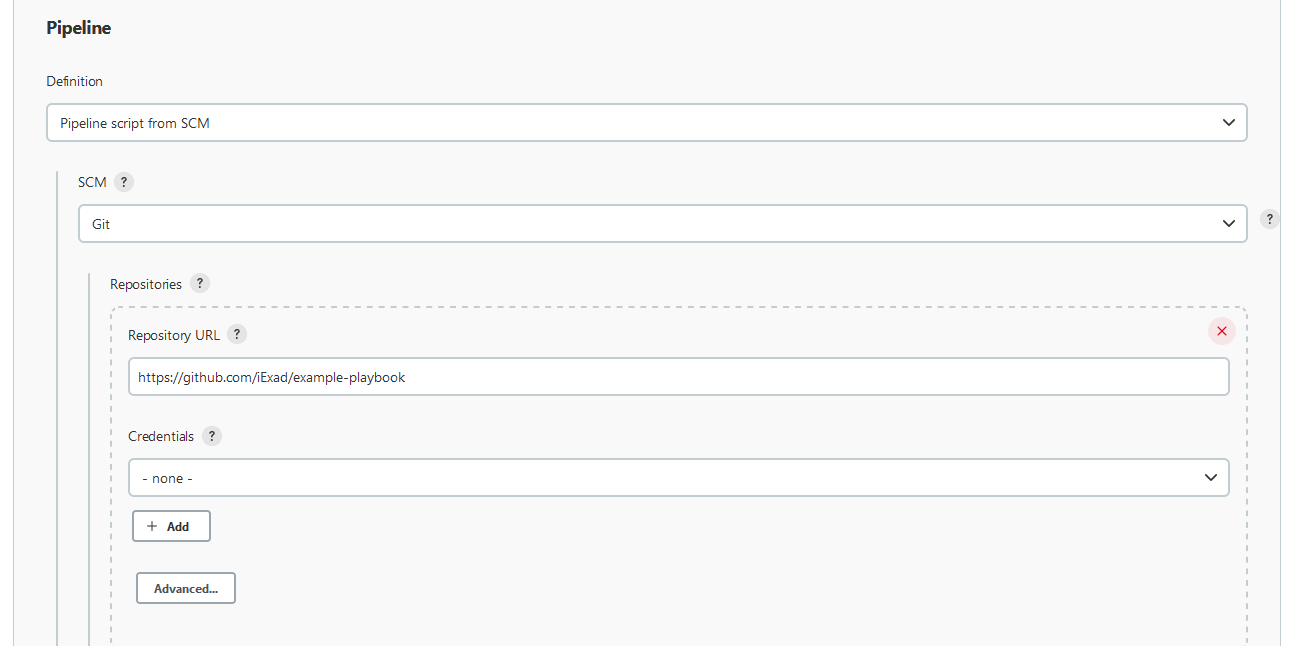 Pipeline
Definition
Pipeline script from SCM
SCM ?
Git
?
Repositories ?
Repository URL ?
https://github.com/iExad/example-playbook
Credentials ?
- none -
+ Add
Advanced...